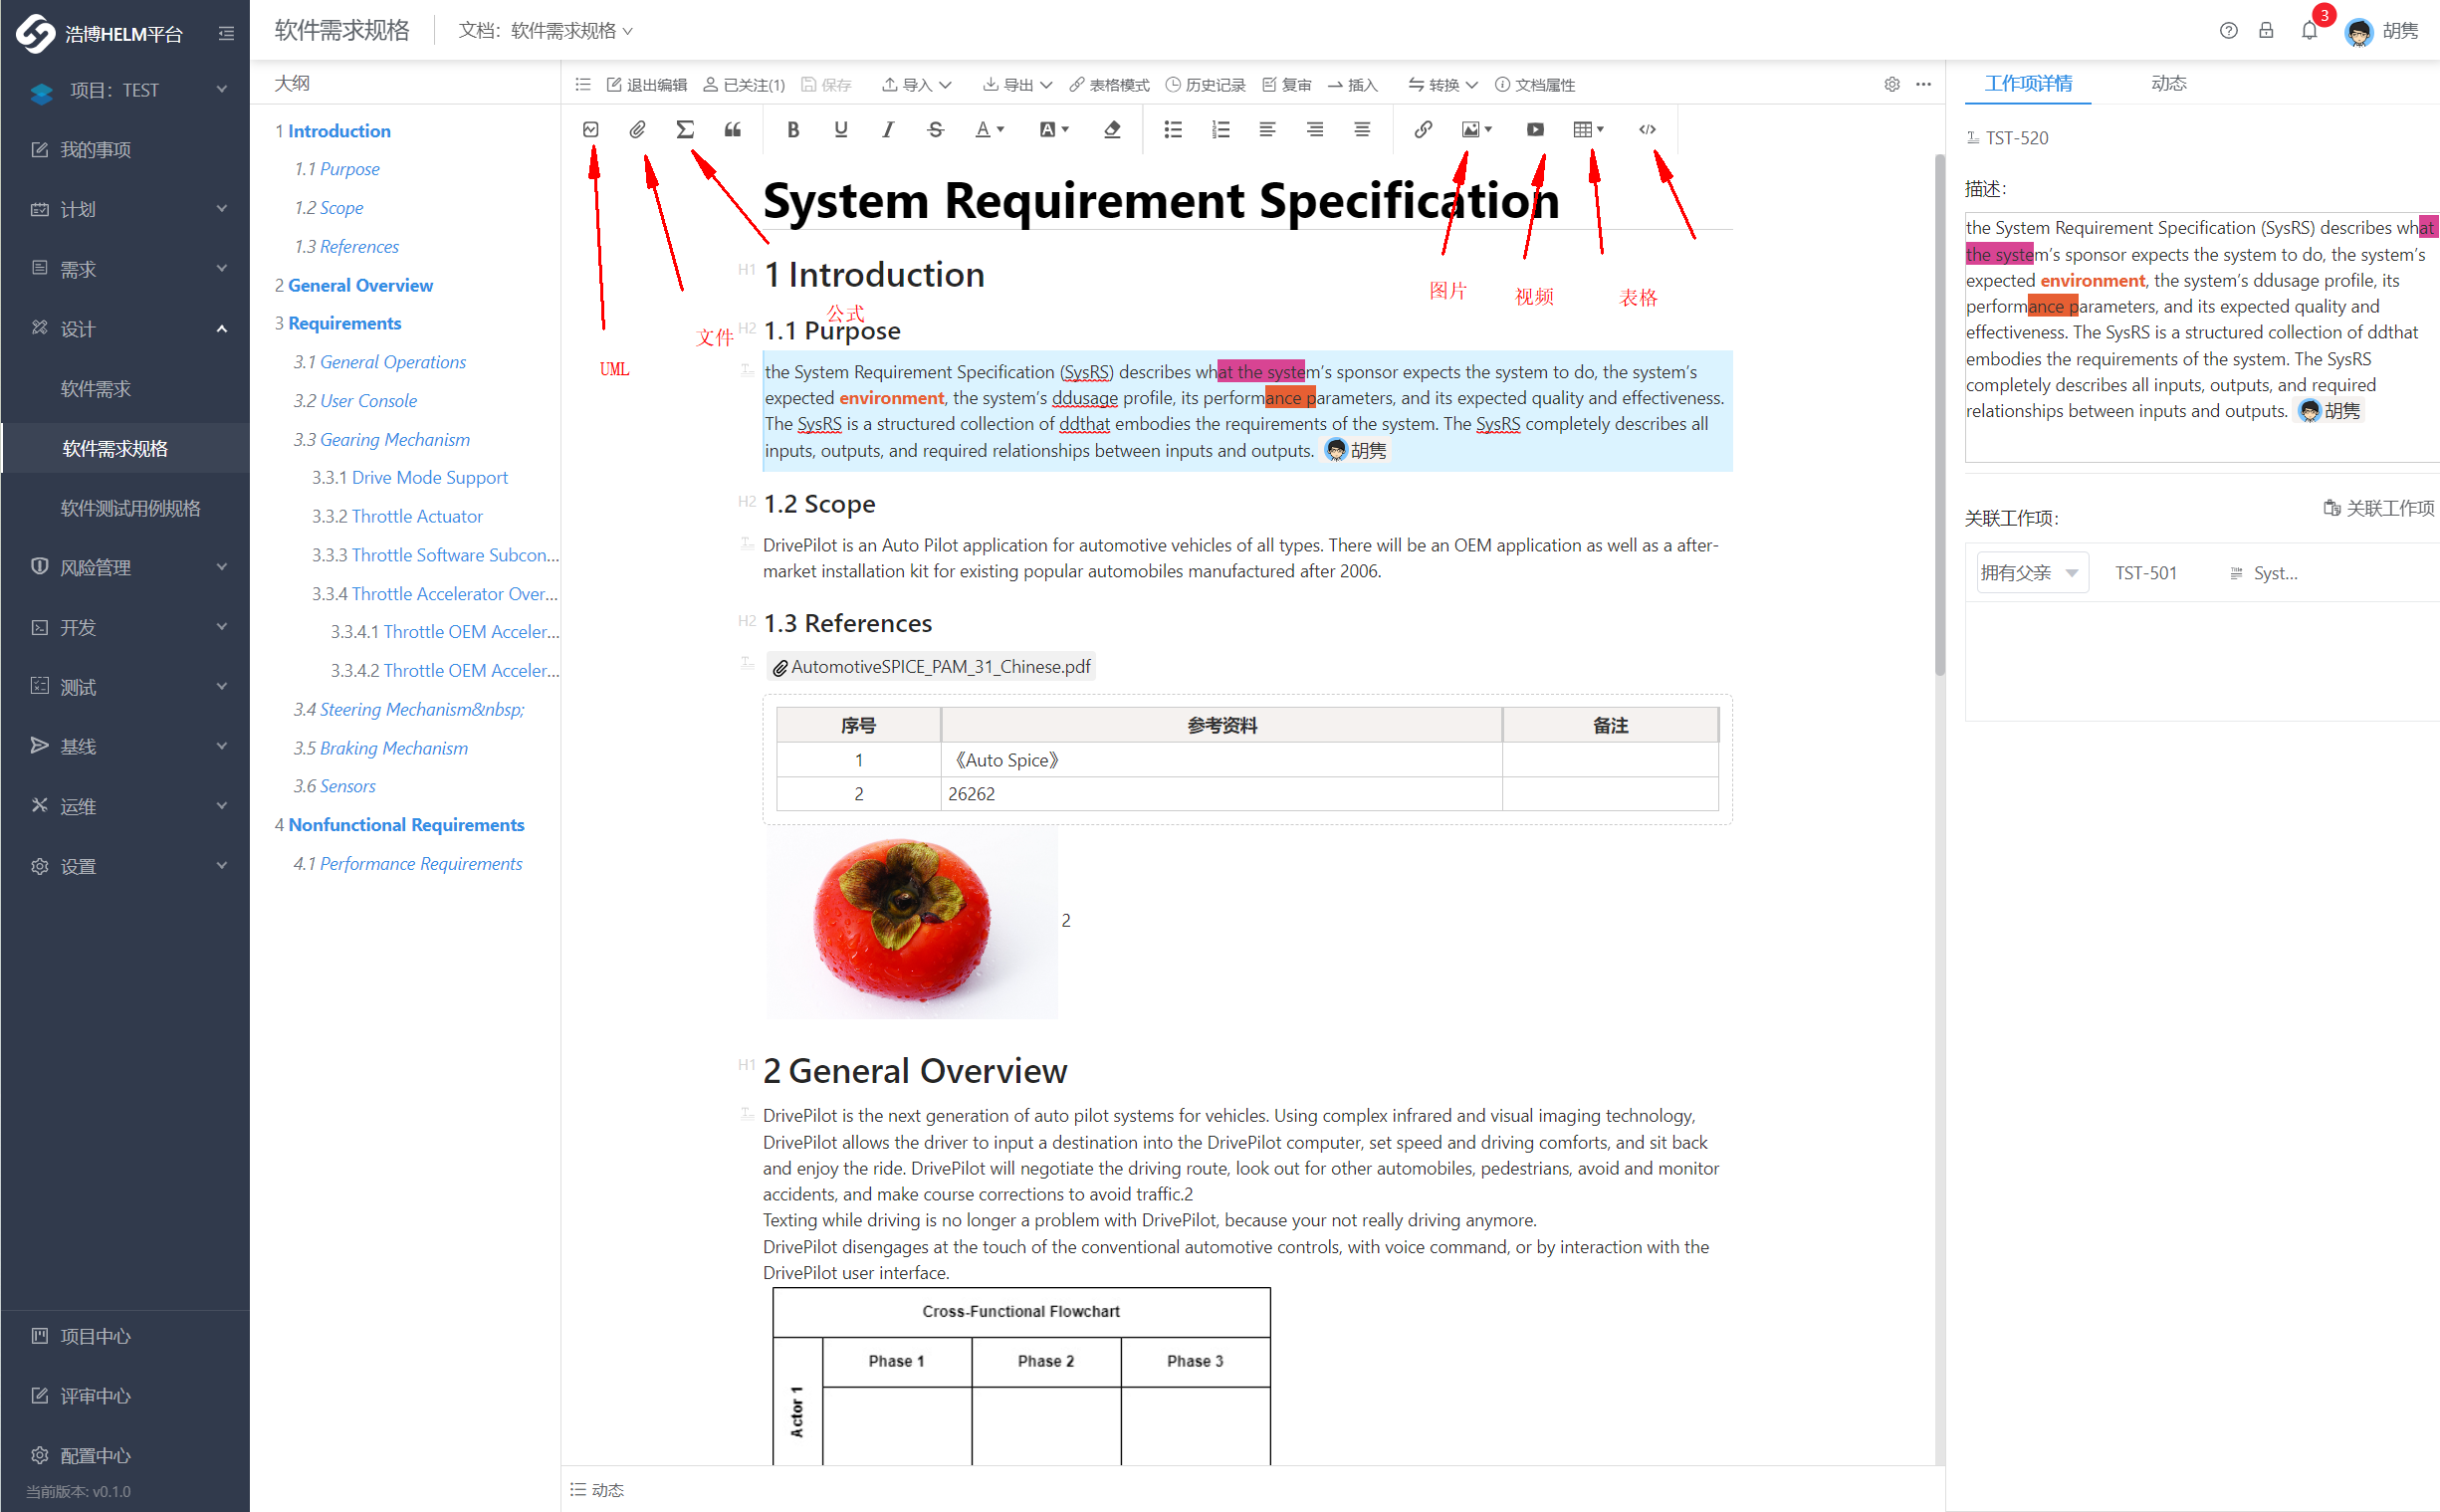 浩博HELM平台
项目：TEST
我的事项
计划
需求
设计
软件需求
软件需求规格
软件测试用例规格
风险管理
开发
测试
基线
运维
设置
项目中心
评审中心
配置中心
当前版本: v0.1.0
软件需求规格
文档：软件需求规格
3
胡隽
大纲
1 Introduction
1.1 Purpose
1.2 Scope
1.3 References
2 General Overview
3 Requirements
3.1 General Operations
3.2 User Console
3.3 Gearing Mechanism
3.3.1 Drive Mode Support
3.3.2 Throttle Actuator
3.3.3 Throttle Software Subcon...
3.3.4 Throttle Accelerator Over...
3.3.4.1 Throttle OEM Acceler...
3.3.4.2 Throttle OEM Acceler...
3.4 Steering Mechanism&nbsp;
3.5 Braking Mechanism
3.6 Sensors
4 Nonfunctional Requirements
4.1 Performance Requirements
退出编辑 已关注(1) 保存 导入 导出 表格模式 历史记录 复审 插入 转换 文档属性
System Requirement Specification
H1 1 Introduction
图片 视频 表格
公式
文件
UML
H2 1.1 Purpose
the System Requirement Specification (SysRS) describes what the system’s sponsor expects the system to do, the system’s
expected environment, the system’s ddusage profile, its performance parameters, and its expected quality and effectiveness.
The SysRS is a structured collection of ddthat embodies the requirements of the system. The SysRS completely describes all
inputs, outputs, and required relationships between inputs and outputs. 胡隽
H2 1.2 Scope
DrivePilot is an Auto Pilot application for automotive vehicles of all types. There will be an OEM application as well as a after-
market installation kit for existing popular automobiles manufactured after 2006.
H2 1.3 References
AutomotiveSPICE_PAM_31_Chinese.pdf
序号 参考资料 备注
1 《Auto Spice》
2 26262
2
H1 2 General Overview
DrivePilot is the next generation of auto pilot systems for vehicles. Using complex infrared and visual imaging technology,
DrivePilot allows the driver to input a destination into the DrivePilot computer, set speed and driving comforts, and sit back
and enjoy the ride. DrivePilot will negotiate the driving route, look out for other automobiles, pedestrians, avoid and monitor
accidents, and make course corrections to avoid traffic.2
Texting while driving is no longer a problem with DrivePilot, because your not really driving anymore.
DrivePilot disengages at the touch of the conventional automotive controls, with voice command, or by interaction with the
DrivePilot user interface.
Cross-Functional Flowchart
Phase 1 Phase 2 Phase 3
Actor 1
动态
工作项详情 动态
TST-520
描述：
the System Requirement Specification (SysRS) describes what
the system’s sponsor expects the system to do, the system’s
expected environment, the system’s ddusage profile, its
performance parameters, and its expected quality and
effectiveness. The SysRS is a structured collection of ddthat
embodies the requirements of the system. The SysRS
completely describes all inputs, outputs, and required
relationships between inputs and outputs. 胡隽
关联工作项
关联工作项：
拥有父亲 TST-501 Syst...